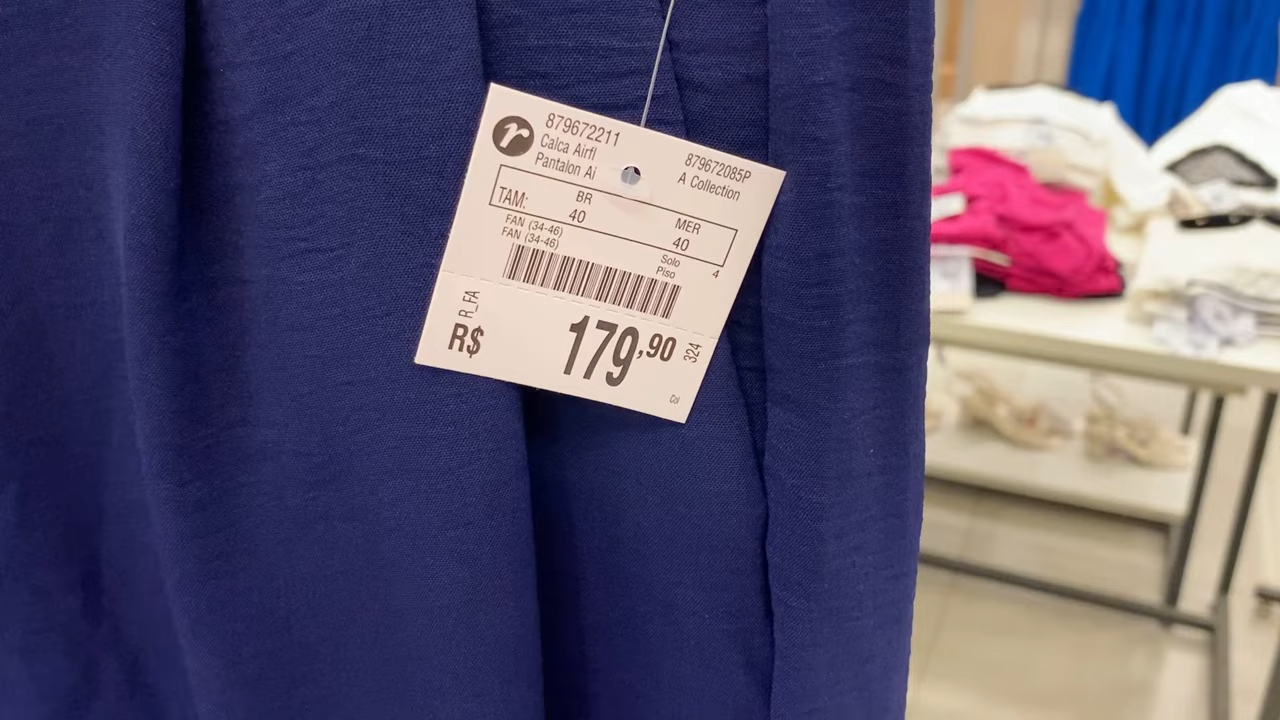 r
879672211
Calca Airfl
Pantalon Ai
879672085P
A Collection
TAM:
BR
40
MER
40
FAN (34-46)
FAN (34-46)
Solo
Piso
4
R_FA
R$ 179,90
324
Col